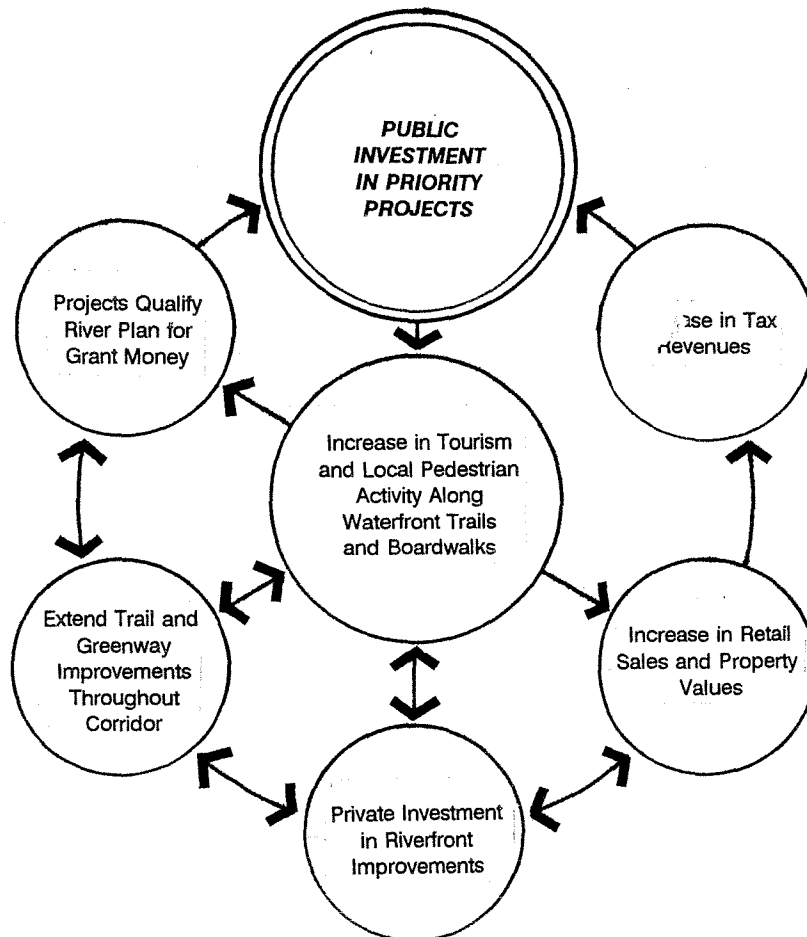 PUBLIC
INVESTMENT
IN PRIORITY
PROJECTS
Projects Qualify
River Plan for
Grant Money
in Tax
Revenues
Increase in Tourism
and Local Pedestrian
Activity Along
Waterfront Trails
and Boardwalks
Extend Trail and
Greenway
Improvements
Throughout
Corridor
Increase in Retail
Sales and Property
Values
Private Investment
in Riverfront
Improvements